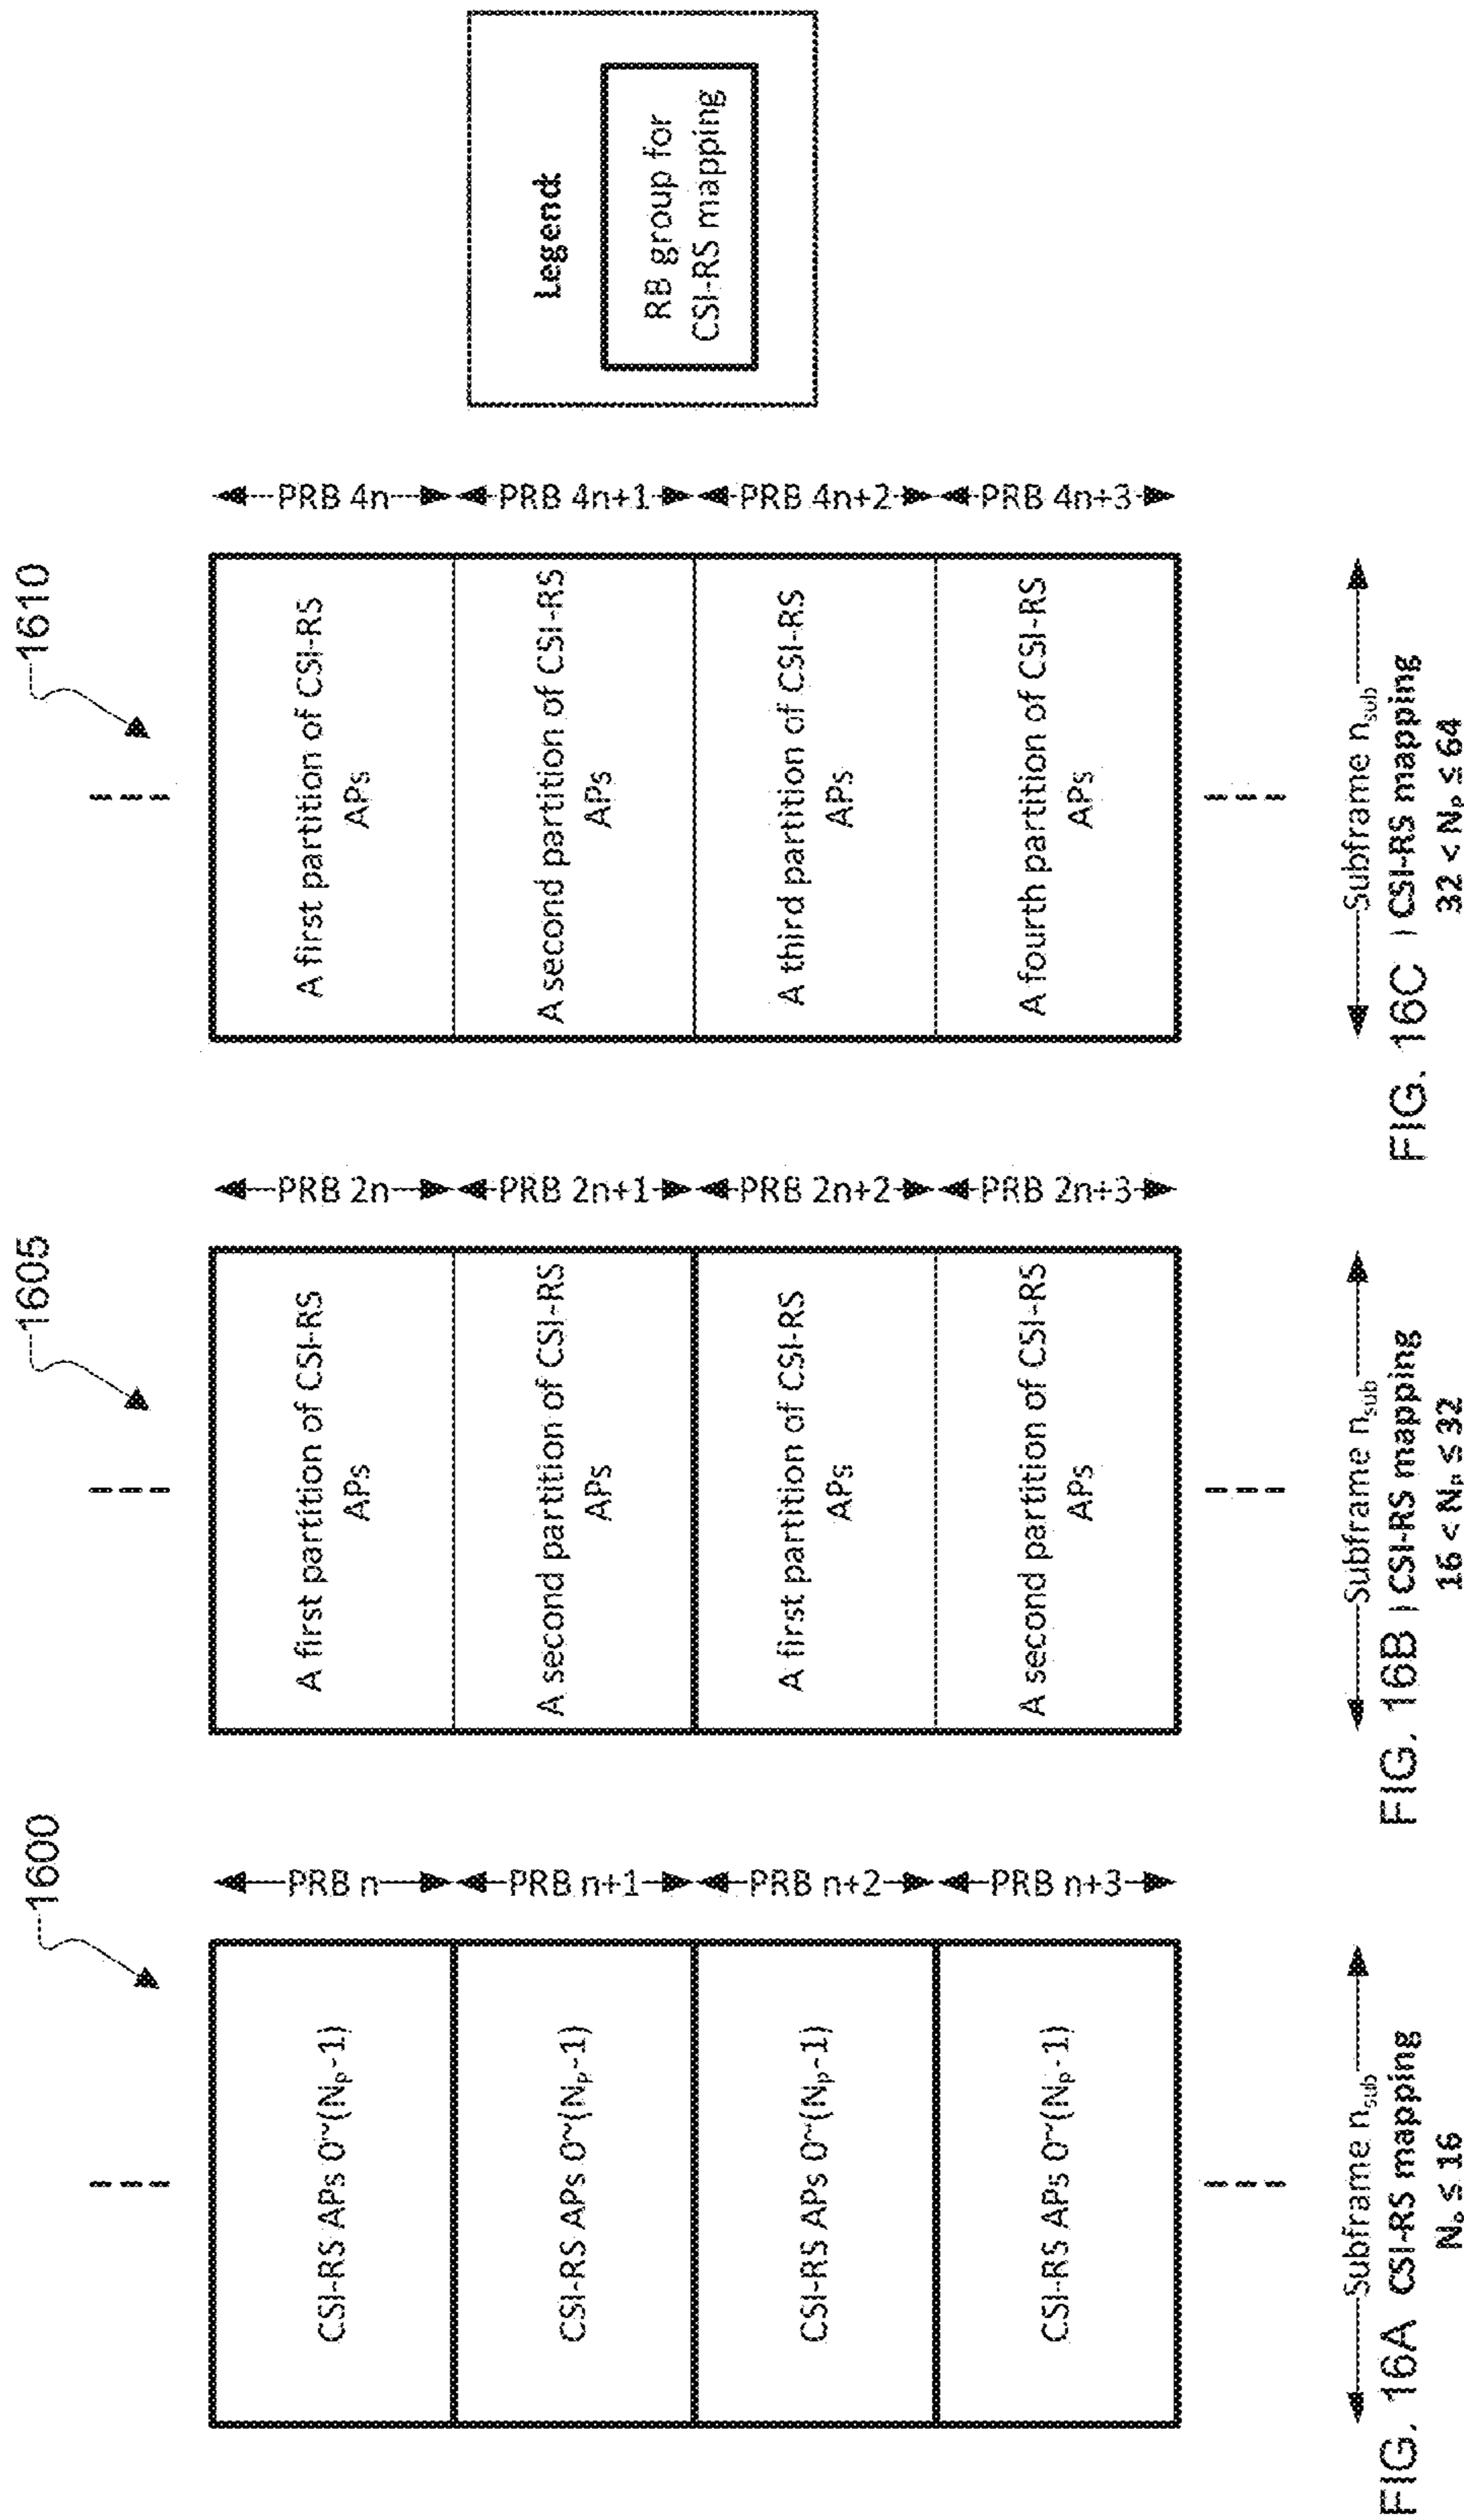 1600
CSI-RS APs 0~(Nₚ-1)
CSI-RS APs 0~(Nₚ-1)
CSI-RS APs 0~(Nₚ-1)
CSI-RS APs 0~(Nₚ-1)
PRB n
PRB n+1
PRB n+2
PRB n+3
Subframe n_sub
FIG. 16A CSI-RS mapping
Nₚ ≤ 16
1605
A first partition of CSI-RS
APs
A second partition of CSI-RS
APs
A first partition of CSI-RS
APs
A second partition of CSI-RS
APs
PRB 2n
PRB 2n+1
PRB 2n+2
PRB 2n+3
Subframe n_sub
FIG. 16B CSI-RS mapping
16 < Nₚ ≤ 32
1610
A first partition of CSI-RS
APs
A second partition of CSI-RS
APs
A third partition of CSI-RS
APs
A fourth partition of CSI-RS
APs
PRB 4n
PRB 4n+1
PRB 4n+2
PRB 4n+3
Subframe n_sub
FIG. 16C CSI-RS mapping
32 < Nₚ ≤ 64
Legend:
RB group for
CSI-RS mapping